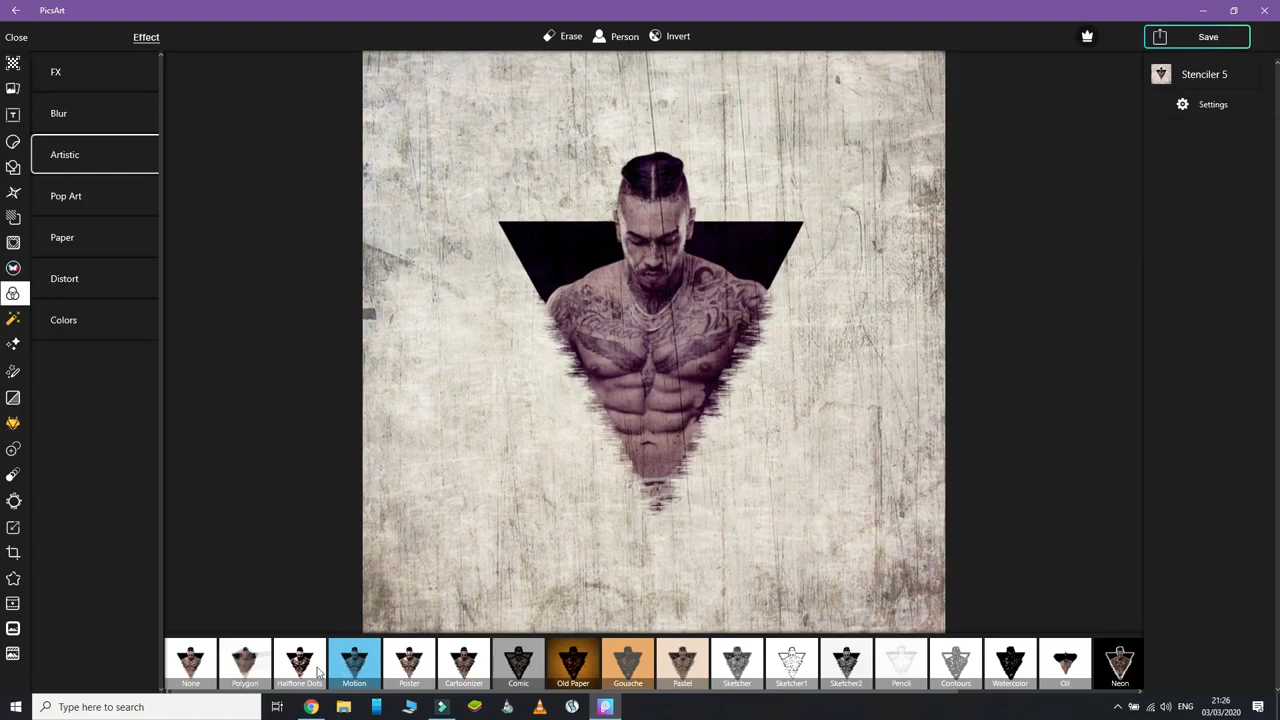 PicsArt
Close
Effect
Erase
Person
Invert
Save
FX
Blur
Artistic
Pop Art
Paper
Distort
Colors
Stenciler 5
Settings
None
Polygon
Halftone Dots
Motion
Poster
Cartoonizer
Comic
Old Paper
Gouache
Pastel
Sketcher
Sketcher1
Sketcher2
Pencil
Contours
Watercolor
Oil
Neon
Type here to search
ENG
21:26
03/03/2020